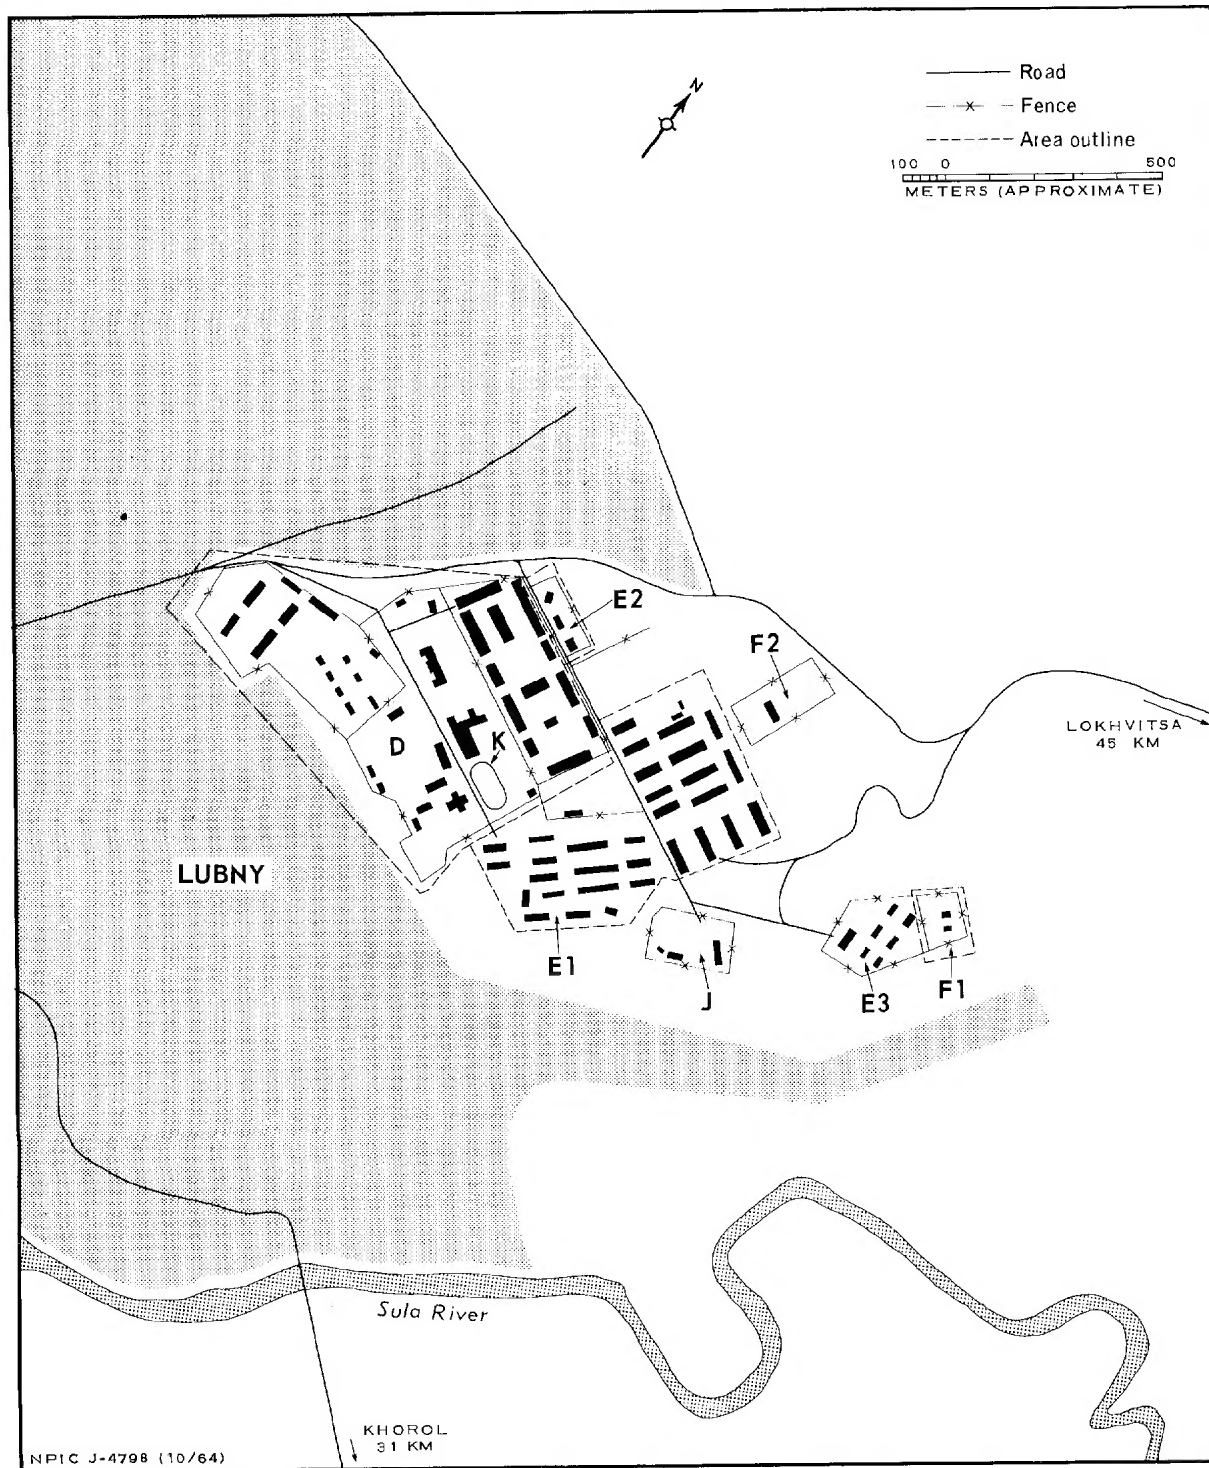 N
Road
Fence
Area outline
100 0 500
METERS (APPROXIMATE)
E2
F2
LOKHVITSA
45 KM
D
K
LUBNY
E1
J
E3
F1
Sula River
KHOROL
31 KM
NPIC J-4798 (10/64)